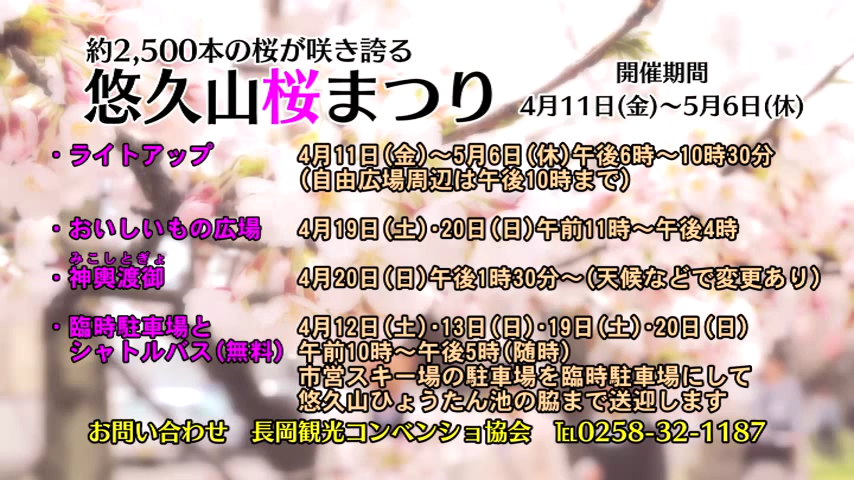 約2,500本の桜が咲き誇る
悠久山桜まつり
開催期間
4月11日(金)～5月6日(休)
・ライトアップ 4月11日(金)～5月6日(休)午後6時～10時30分
(自由広場周辺は午後10時まで)
・おいしいもの広場 4月19日(土)･20日(日)午前11時～午後4時
みこしとぎょ
・神輿渡御 4月20日(日)午後1時30分～(天候などで変更あり)
・臨時駐車場と 4月12日(土)･13日(日)･19日(土)･20日(日)
シャトルバス(無料) 午前10時～午後5時(随時)
市営スキー場の駐車場を臨時駐車場にして
悠久山ひょうたん池の脇まで送迎します
お問い合わせ 長岡観光コンベンショ協会 ℡0258-32-1187